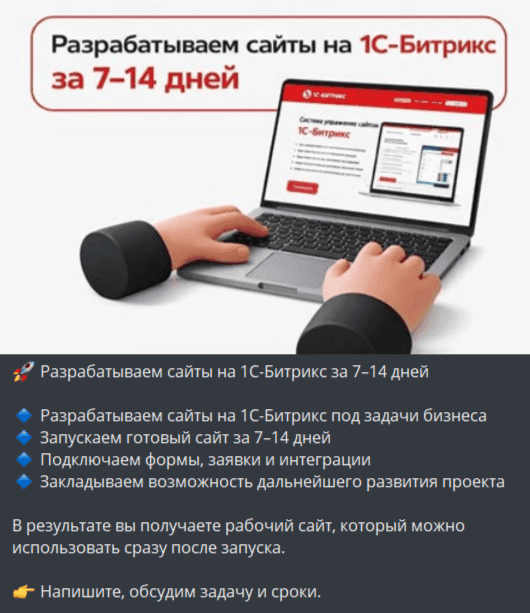 Разрабатываем сайты на 1С-Битрикс
за 7–14 дней
1С-БИТРИКС
Система управления сайтом
1С-Битрикс
🚀 Разрабатываем сайты на 1С-Битрикс за 7–14 дней
🔹 Разрабатываем сайты на 1С-Битрикс под задачи бизнеса
🔹 Запускаем готовый сайт за 7–14 дней
🔹 Подключаем формы, заявки и интеграции
🔹 Закладываем возможность дальнейшего развития проекта
В результате вы получаете рабочий сайт, который можно
использовать сразу после запуска.
👉 Напишите, обсудим задачу и сроки.